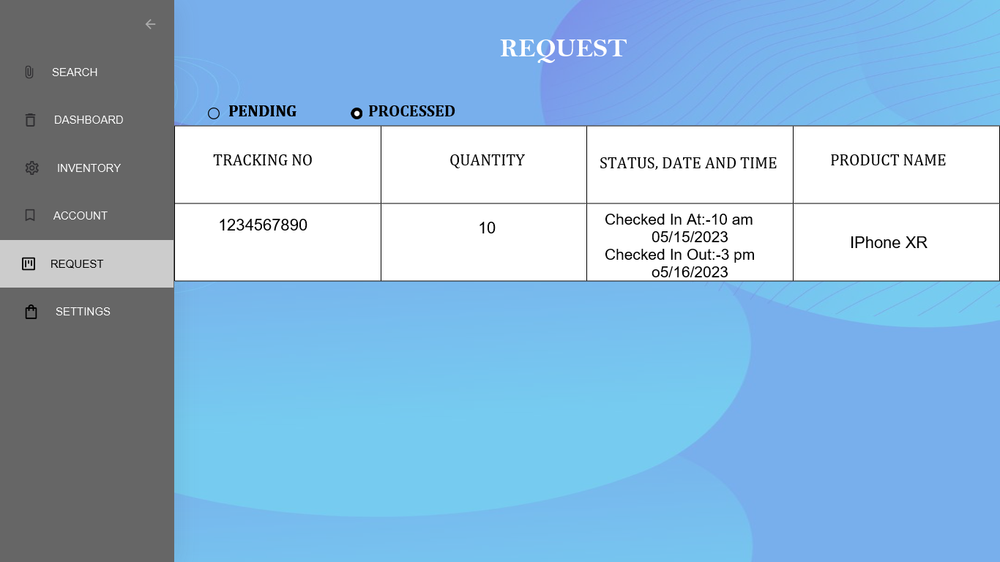 REQUEST
SEARCH
DASHBOARD
INVENTORY
ACCOUNT
REQUEST
SETTINGS
PENDING PROCESSED
TRACKING NO QUANTITY STATUS, DATE AND TIME PRODUCT NAME
1234567890
10
Checked In At:-10 am
05/15/2023
Checked In Out:-3 pm
o5/16/2023
IPhone XR